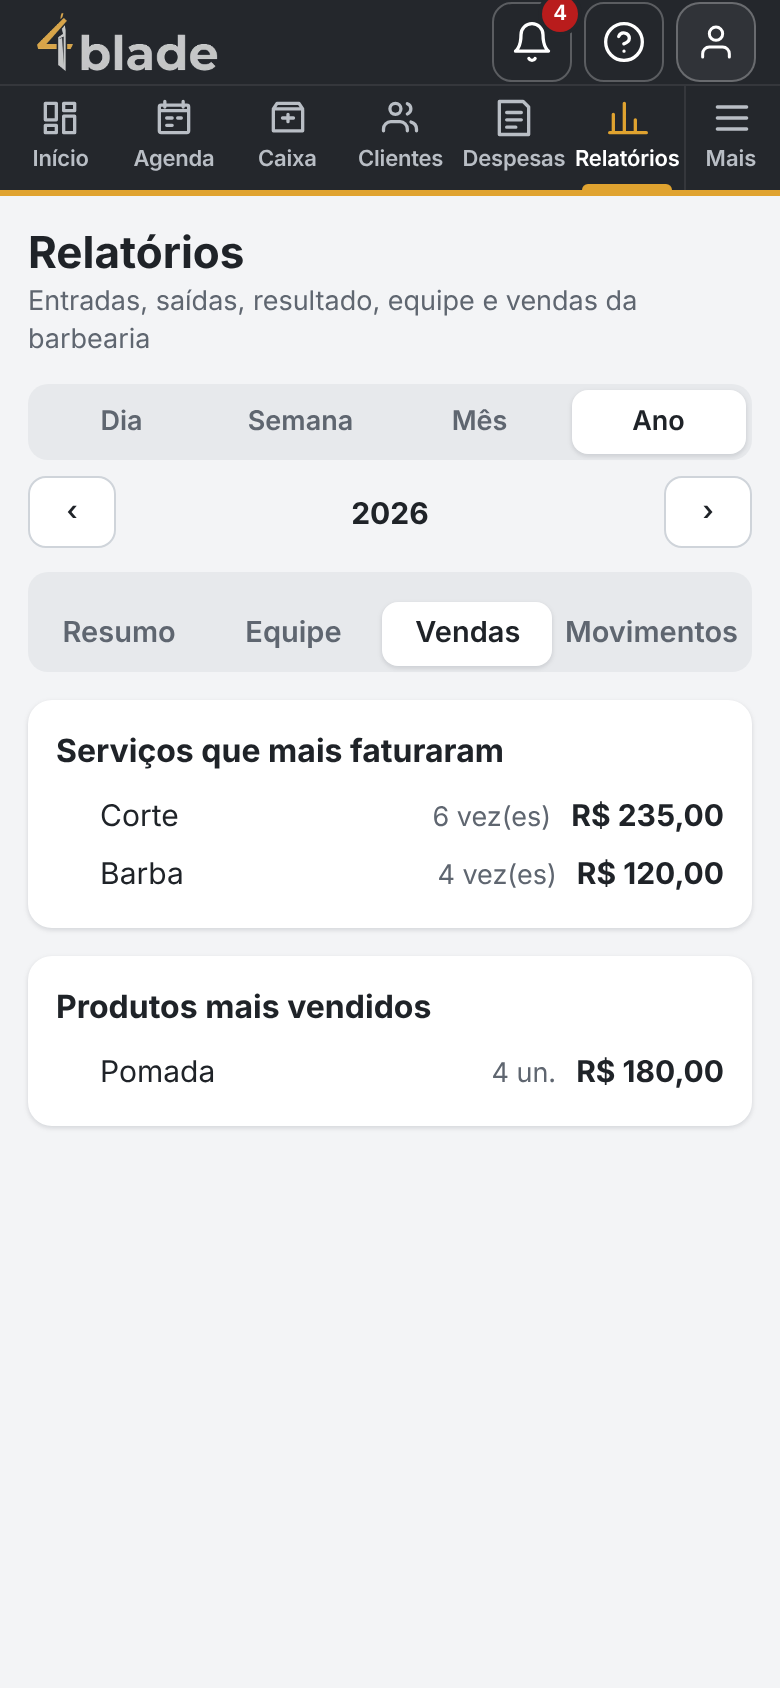 4blade
4
Início Agenda Caixa Clientes Despesas Relatórios Mais
Relatórios
Entradas, saídas, resultado, equipe e vendas da
barbearia
Dia Semana Mês Ano
‹ 2026 ›
Resumo Equipe Vendas Movimentos
Serviços que mais faturaram
Corte 6 vez(es) R$ 235,00
Barba 4 vez(es) R$ 120,00
Produtos mais vendidos
Pomada 4 un. R$ 180,00